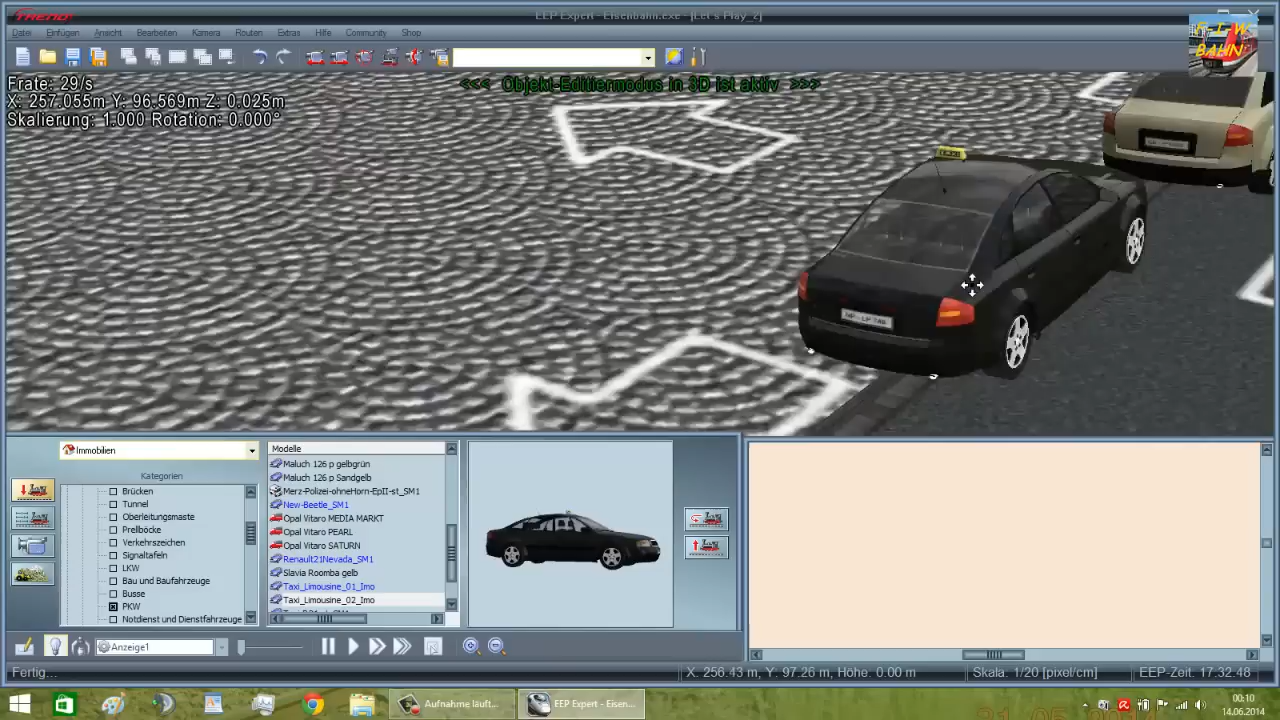 TREND
EEP Expert - Eisenbahn.exe - [Let's Play_2]
Datei Einfügen Ansicht Bearbeiten Kamera Routen Extras Hilfe Community Shop
F-I-W
BAHN
Frate: 29/s
<<< Objekt-Editiermodus in 3D ist aktiv >>>
X: 257.055m Y: 96.569m Z: 0.025m
Skalierung: 1.000 Rotation: 0.000°
Immobilien
Kategorien
Brücken
Tunnel
Oberleitungsmaste
Prellböcke
Verkehrszeichen
Signaltafeln
LKW
Bau und Baufahrzeuge
Busse
PKW
Notdienst und Dienstfahrzeuge
Modelle
Maluch 126 p gelbgrün
Maluch 126 p Sandgelb
Merz-Polizei-ohneHorn-EpII-st_SM1
New-Beetle_SM1
Opal Vitaro MEDIA MARKT
Opal Vitaro PEARL
Opal Vitaro SATURN
Renault21Nevada_SM1
Slavia Roomba gelb
Taxi_Limousine_01_Imo
Taxi_Limousine_02_Imo
Anzeige1
Fertig...
X: 256.43 m, Y: 97.26 m, Höhe: 0.00 m
Skala: 1/20 [pixel/cm]
EEP-Zeit: 17:32:48
Aufnahme läuft...
EEP Expert - Eisen...
00:10
14.06.2014